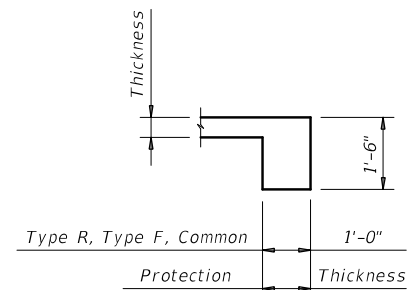 Thickness
1'-6"
Type R, Type F, Common 1'-0"
Protection Thickness